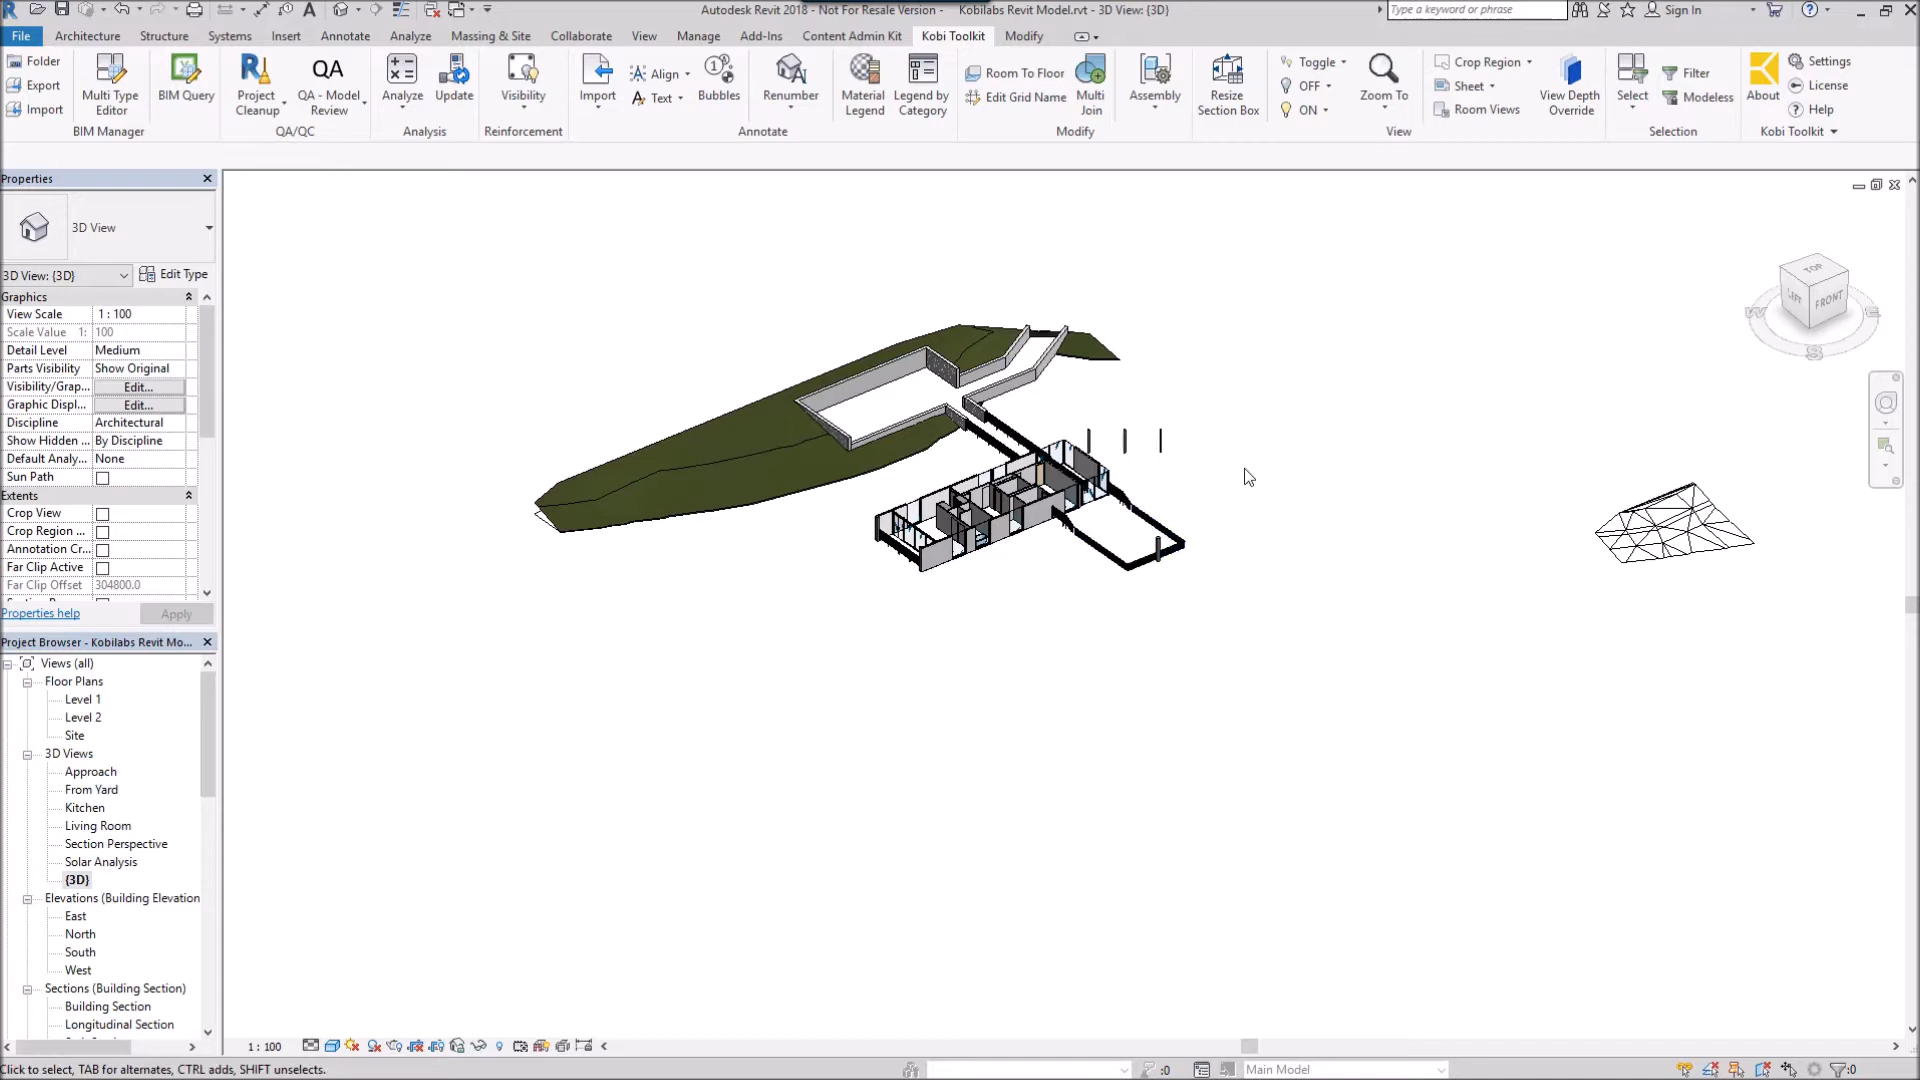 Autodesk Revit 2018 - Not For Resale Version - Kobilabs Revit Model.rvt - 3D View: {3D}
Type a keyword or phrase
Sign In
File Architecture Structure Systems Insert Annotate Analyze Massing & Site Collaborate View Manage Add-Ins Content Admin Kit Kobi Toolkit Modify
Folder
Export
Import
Multi Type Editor
BIM Manager
BIM Query
Project Cleanup
QA
QA - Model Review
QA/QC
Analyze
Update
Analysis
Visibility
Reinforcement
Import
Align
Text
Bubbles
Renumber
Material Legend
Legend by Category
Annotate
Room To Floor
Edit Grid Name
Multi Join
Modify
Assembly
Resize Section Box
Toggle
OFF
ON
Zoom To
Crop Region
Sheet
Room Views
View Depth Override
View
Select
Filter
Modeless
Selection
About
Settings
License
Help
Kobi Toolkit
Properties
3D View
3D View: {3D}
Edit Type
Graphics
View Scale 1 : 100
Scale Value 1: 100
Detail Level Medium
Parts Visibility Show Original
Visibility/Grap... Edit...
Graphic Displ... Edit...
Discipline Architectural
Show Hidden ... By Discipline
Default Analy... None
Sun Path
Extents
Crop View
Crop Region ...
Annotation Cr...
Far Clip Active
Far Clip Offset 304800.0
Properties help
Apply
Project Browser - Kobilabs Revit Mo...
Views (all)
Floor Plans
Level 1
Level 2
Site
3D Views
Approach
From Yard
Kitchen
Living Room
Section Perspective
Solar Analysis
{3D}
Elevations (Building Elevation
East
North
South
West
Sections (Building Section)
Building Section
Longitudinal Section
TOP
LEFT
FRONT
W
S
E
1 : 100
Click to select, TAB for alternates, CTRL adds, SHIFT unselects.
:0
Main Model
:0